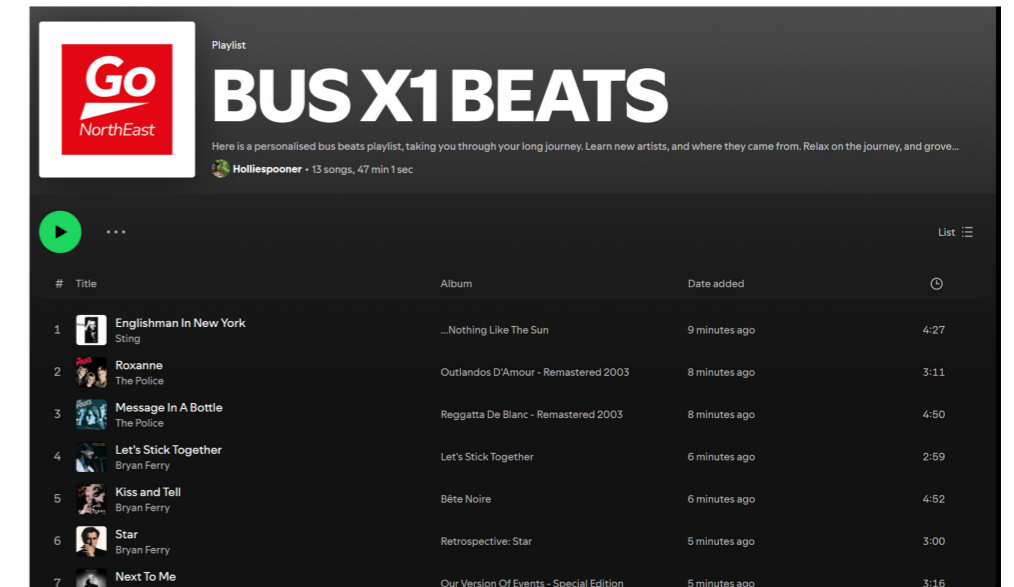 Go
NorthEast
Playlist
BUS X1 BEATS
Here is a personalised bus beats playlist, taking you through your long journey. Learn new artists, and where they came from. Relax on the journey, and grove...
Holliespooner • 13 songs, 47 min 1 sec
List
# Title Album Date added
1 Englishman In New York ...Nothing Like The Sun 9 minutes ago 4:27
Sting
2 Roxanne Outlandos D'Amour - Remastered 2003 8 minutes ago 3:11
The Police
3 Message In A Bottle Reggatta De Blanc - Remastered 2003 8 minutes ago 4:50
The Police
4 Let's Stick Together Let's Stick Together 6 minutes ago 2:59
Bryan Ferry
5 Kiss and Tell Bête Noire 6 minutes ago 4:52
Bryan Ferry
6 Star Retrospective: Star 5 minutes ago 3:00
Bryan Ferry
7 Next To Me Our Version Of Events - Special Edition 5 minutes ago 3:16